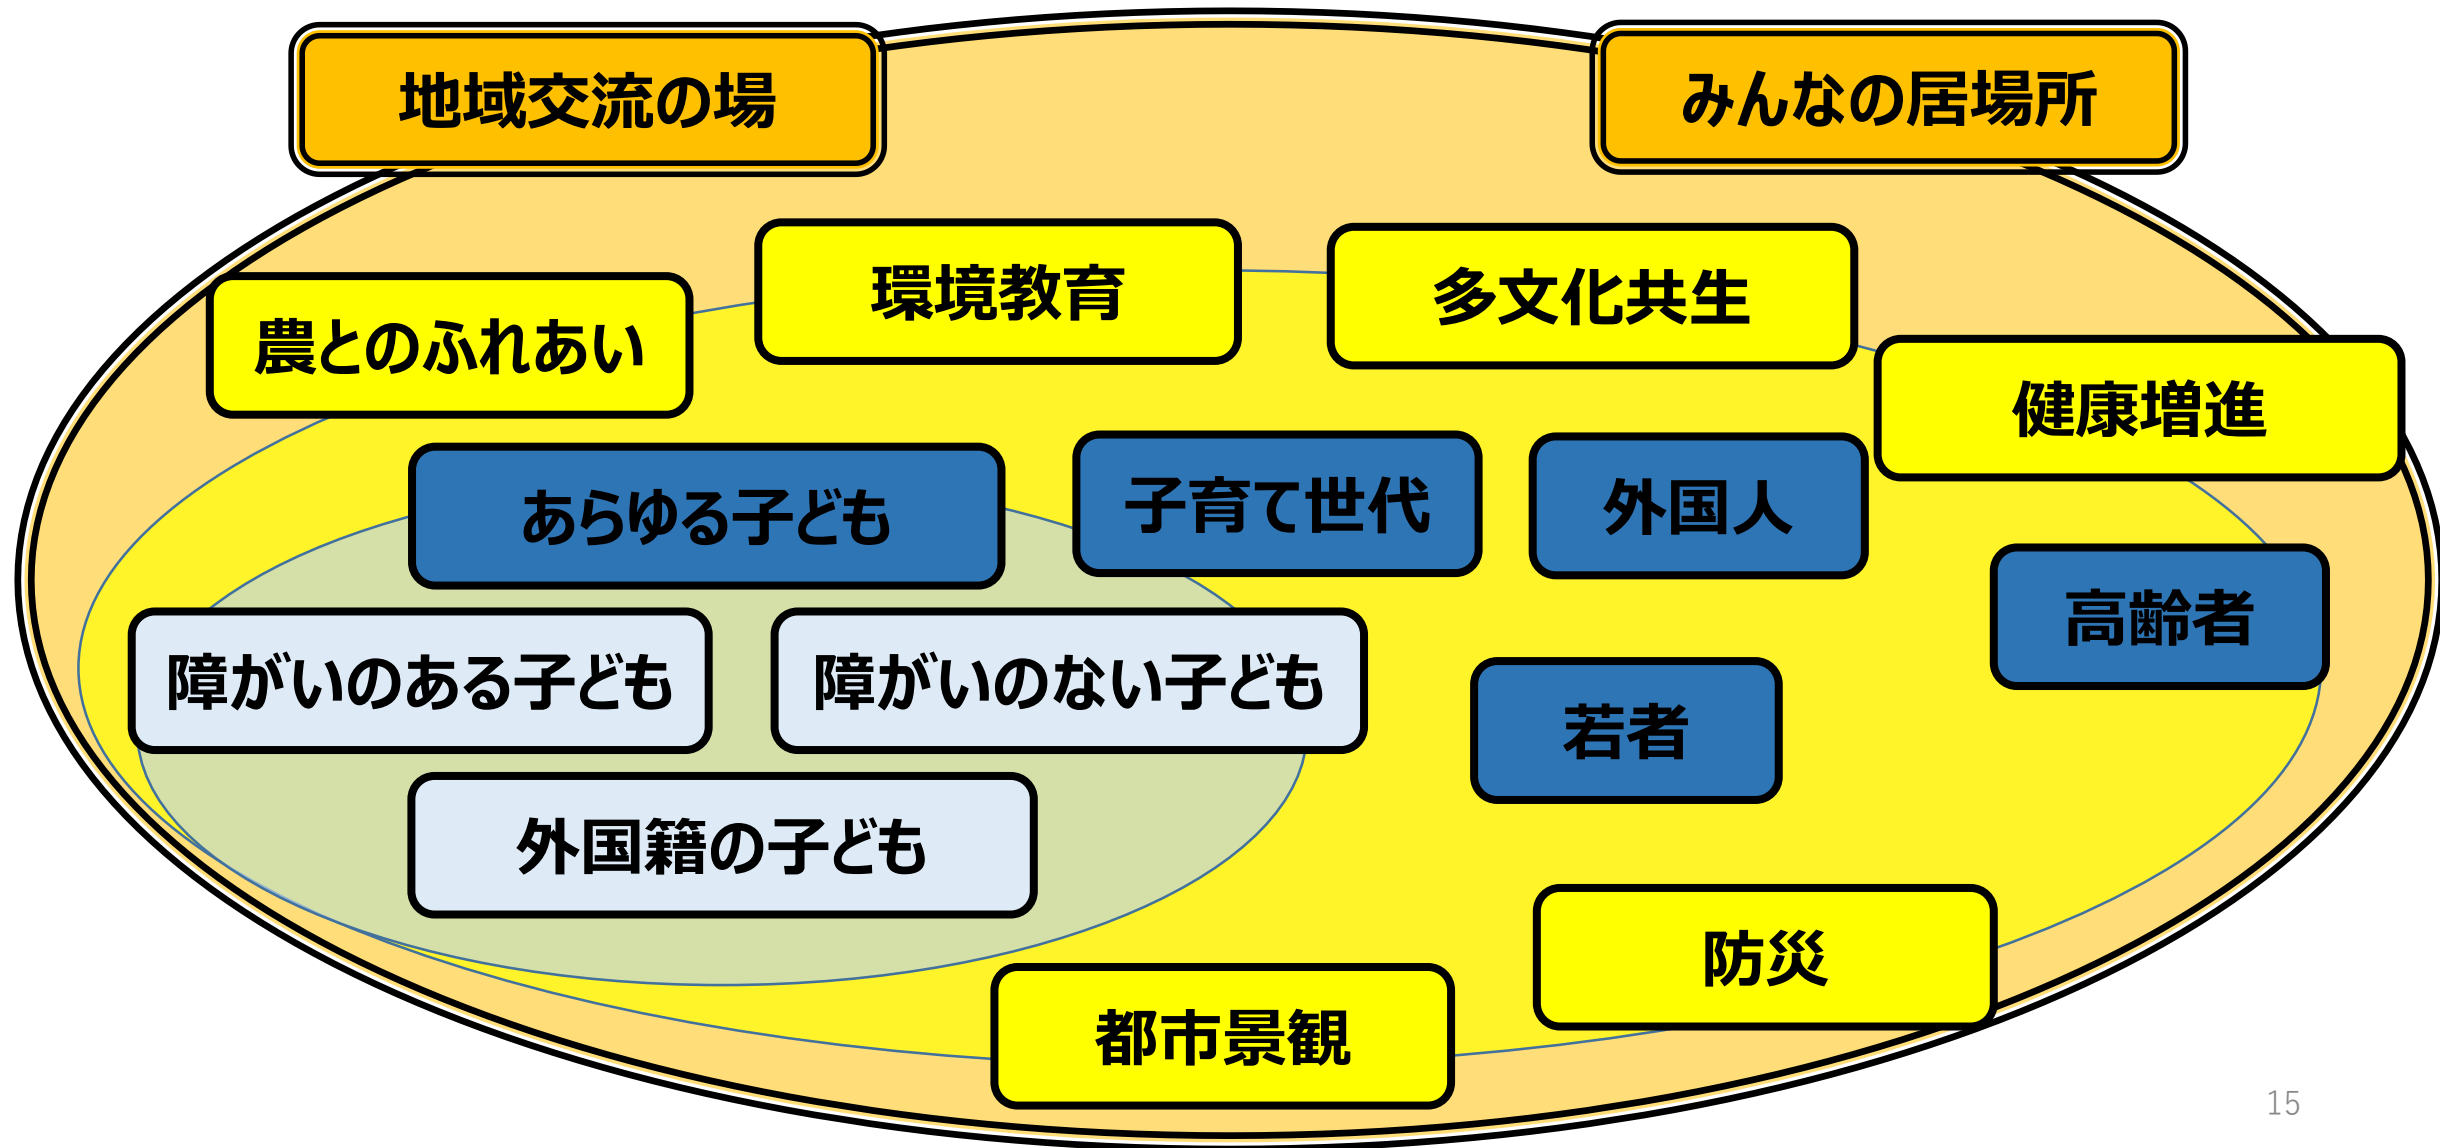 地域交流の場
みんなの居場所
環境教育
多文化共生
農とのふれあい
健康増進
あらゆる子ども
子育て世代
外国人
高齢者
障がいのある子ども
障がいのない子ども
若者
外国籍の子ども
防災
都市景観
15